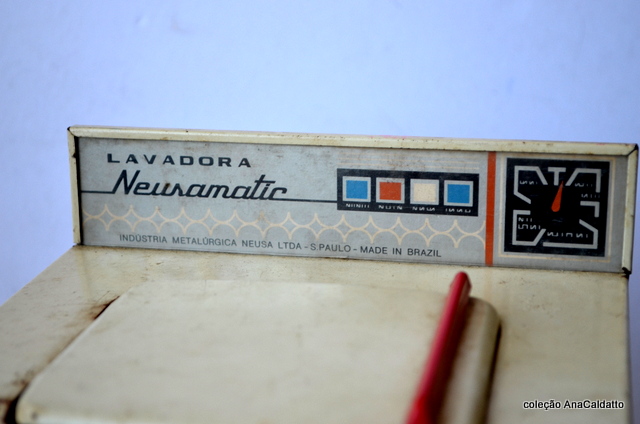 LAVADORA
Neusamatic
INDÚSTRIA METALÚRGICA NEUSA LTDA - S.PAULO - MADE IN BRAZIL
coleção AnaCaldatto